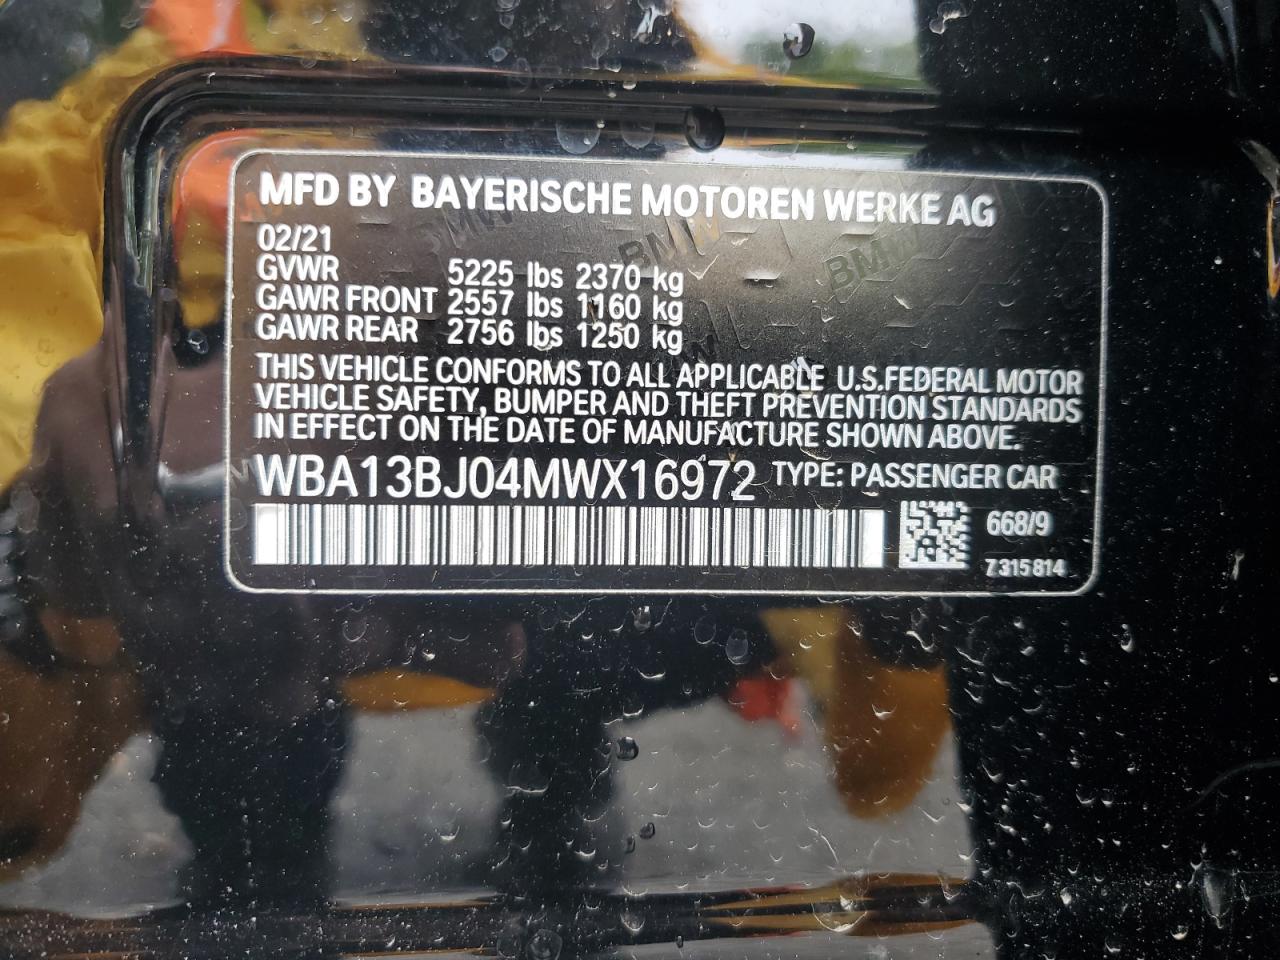 MFD BY BAYERISCHE MOTOREN WERKE AG
02/21
GVWR 5225 lbs 2370 kg
GAWR FRONT 2557 lbs 1160 kg
GAWR REAR 2756 lbs 1250 kg
THIS VEHICLE CONFORMS TO ALL APPLICABLE U.S.FEDERAL MOTOR
VEHICLE SAFETY, BUMPER AND THEFT PREVENTION STANDARDS
IN EFFECT ON THE DATE OF MANUFACTURE SHOWN ABOVE.
WBA13BJ04MWX16972 TYPE: PASSENGER CAR
668/9
7 315 814
BMW
BMW
BMW